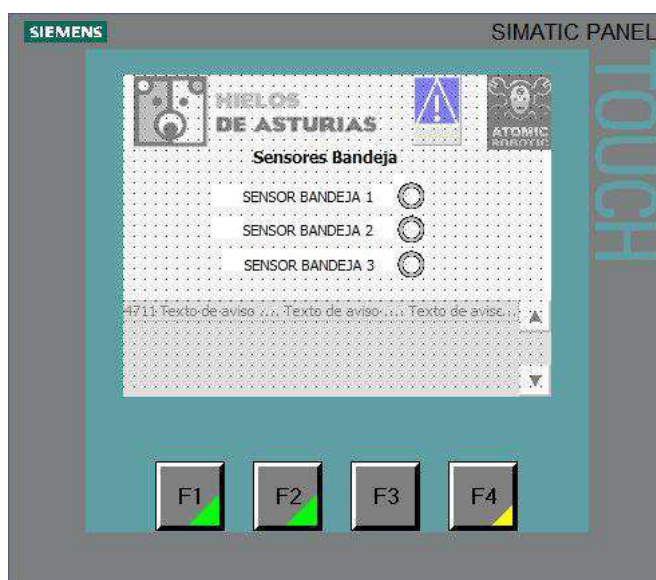 SIEMENS
SIMATIC PANEL
TOUCH
HIELOS
DE ASTURIAS
ATOMIC
ROBOTIC
Sensores Bandeja
SENSOR BANDEJA 1
SENSOR BANDEJA 2
SENSOR BANDEJA 3
4711 Texto de aviso .... Texto de aviso .... Texto de aviso...
F1
F2
F3
F4